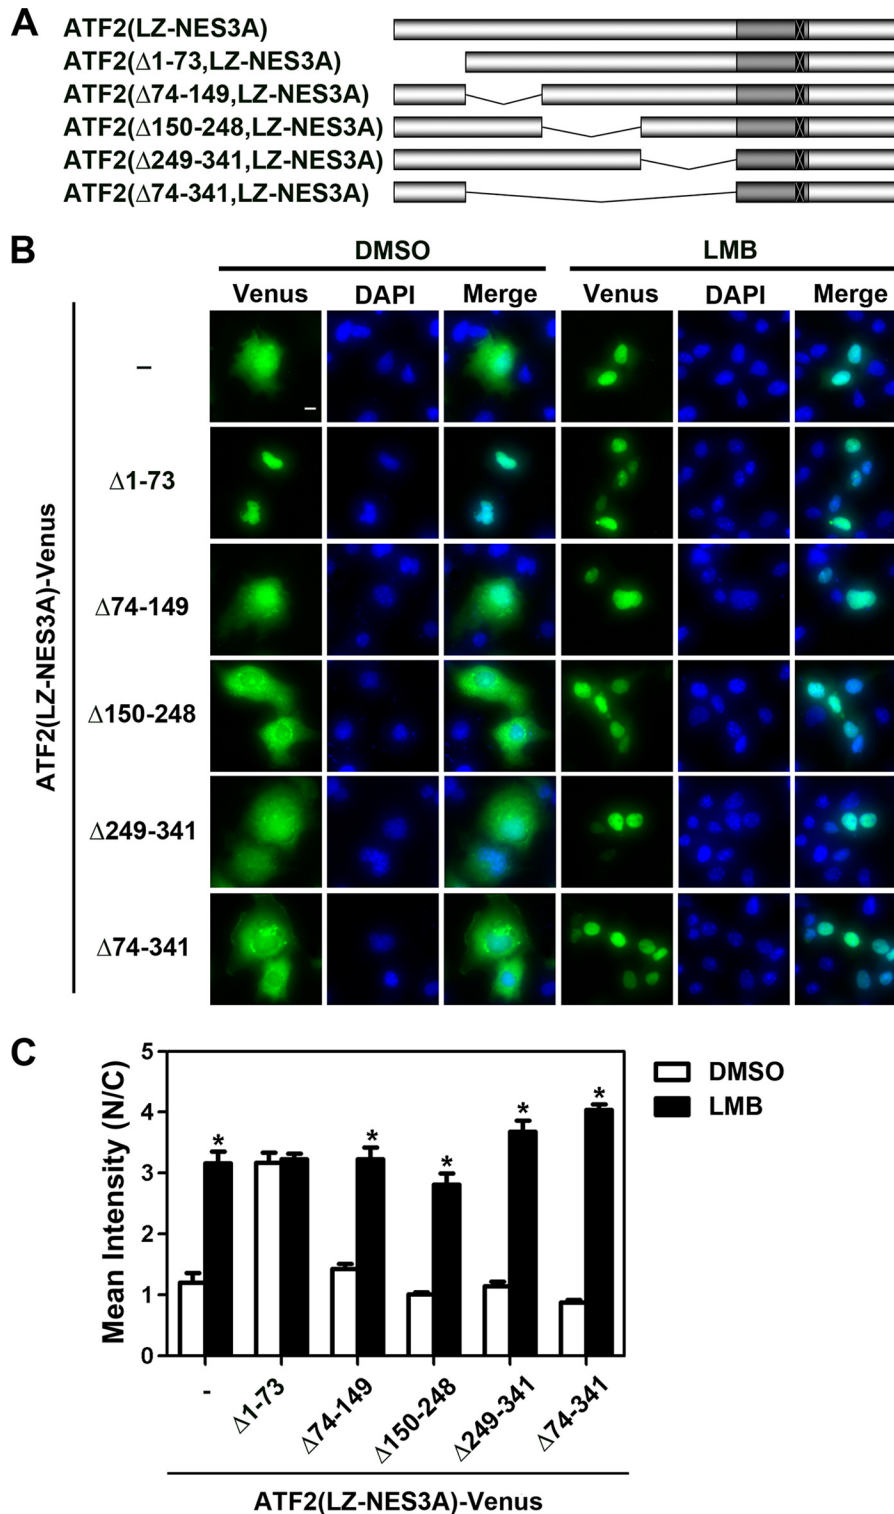 A
ATF2(LZ-NES3A)
ATF2(Δ1-73,LZ-NES3A)
ATF2(Δ74-149,LZ-NES3A)
ATF2(Δ150-248,LZ-NES3A)
ATF2(Δ249-341,LZ-NES3A)
ATF2(Δ74-341,LZ-NES3A)
B
DMSO LMB
Venus DAPI Merge Venus DAPI Merge
ATF2(LZ-NES3A)-Venus
–
Δ1-73
Δ74-149
Δ150-248
Δ249-341
Δ74-341
C
Mean Intensity (N/C)
5
4
3
2
1
0
* * * * *
DMSO
LMB
- Δ1-73 Δ74-149 Δ150-248 Δ249-341 Δ74-341
ATF2(LZ-NES3A)-Venus